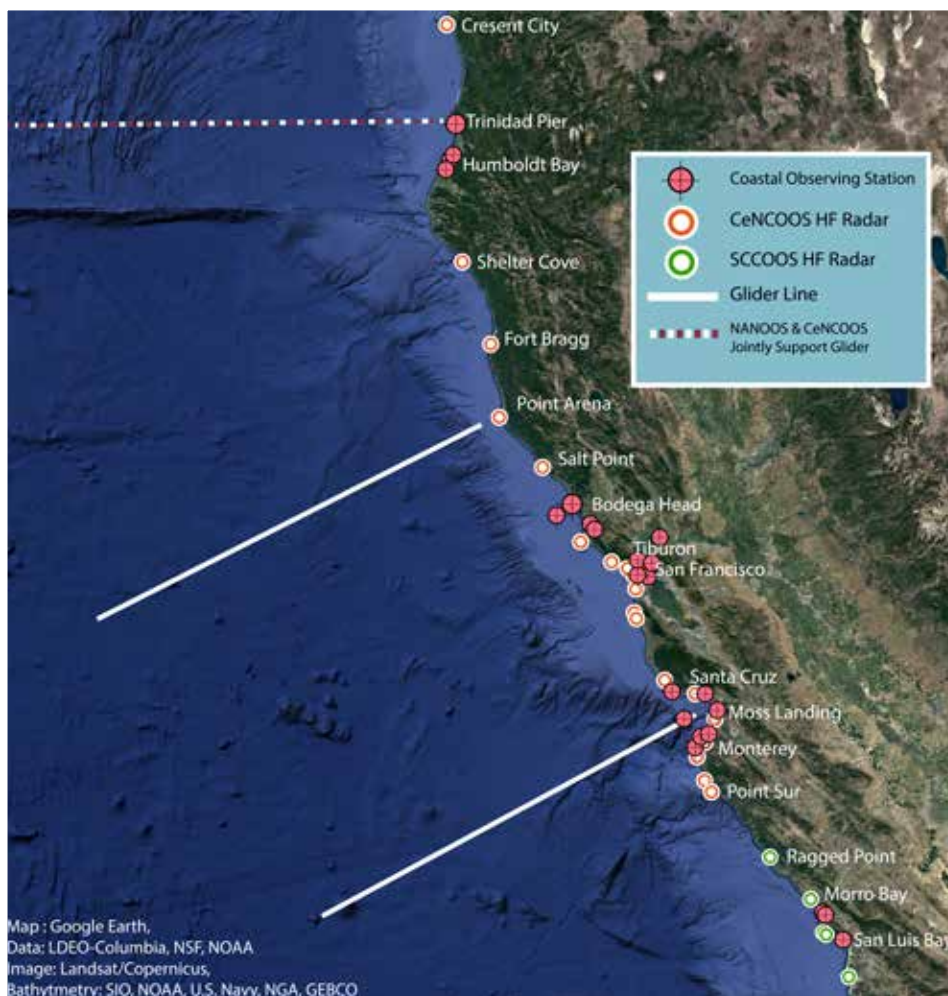 Cresent City
Trinidad Pier
Humboldt Bay
Coastal Observing Station
CeNCOOS HF Radar
SCCOOS HF Radar
Glider Line
NANOOS & CeNCOOS
Jointly Support Glider
Shelter Cove
Fort Bragg
Point Arena
Salt Point
Bodega Head
Tiburon
San Francisco
Santa Cruz
Moss Landing
Monterey
Point Sur
Ragged Point
Morro Bay
San Luis Bay
Map : Google Earth,
Data: LDEO-Columbia, NSF, NOAA
Image: Landsat/Copernicus,
Bathytmetry: SIO, NOAA, U.S. Navy, NGA, GEBCO